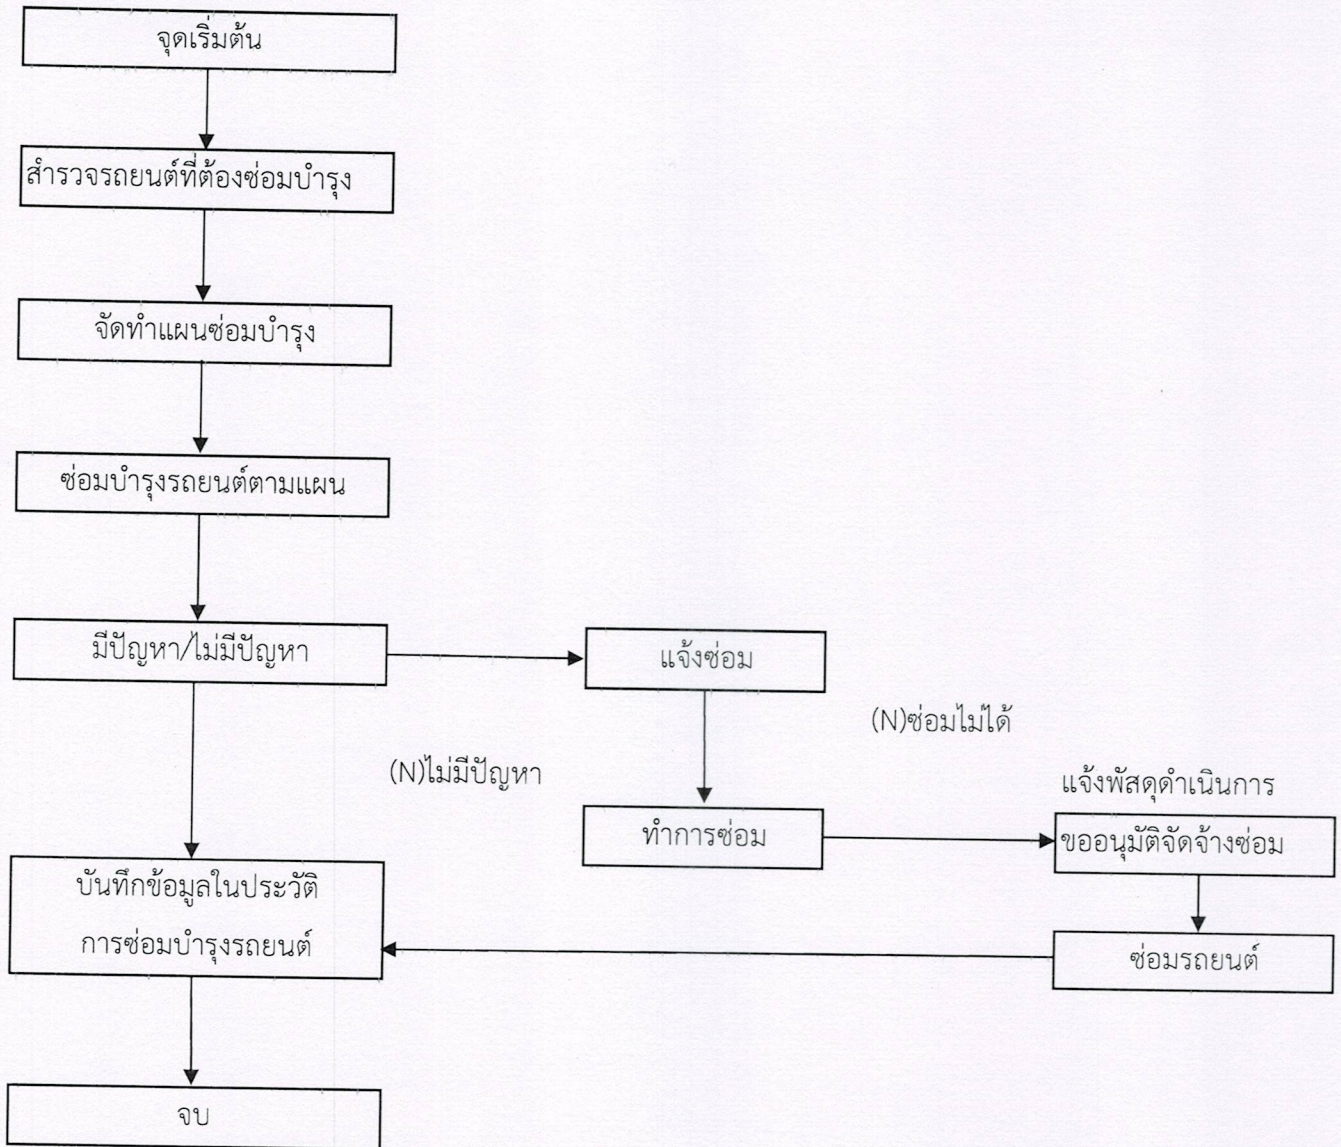 จุดเริ่มต้น
สำรวจรถยนต์ที่ต้องซ่อมบำรุง
จัดทำแผนซ่อมบำรุง
ซ่อมบำรุงรถยนต์ตามแผน
มีปัญหา/ไม่มีปัญหา
แจ้งซ่อม
(N)ซ่อมไม่ได้
(N)ไม่มีปัญหา
แจ้งพัสดุดำเนินการ
ทำการซ่อม
ขออนุมัติจัดจ้างซ่อม
บันทึกข้อมูลในประวัติ
การซ่อมบำรุงรถยนต์
ซ่อมรถยนต์
จบ